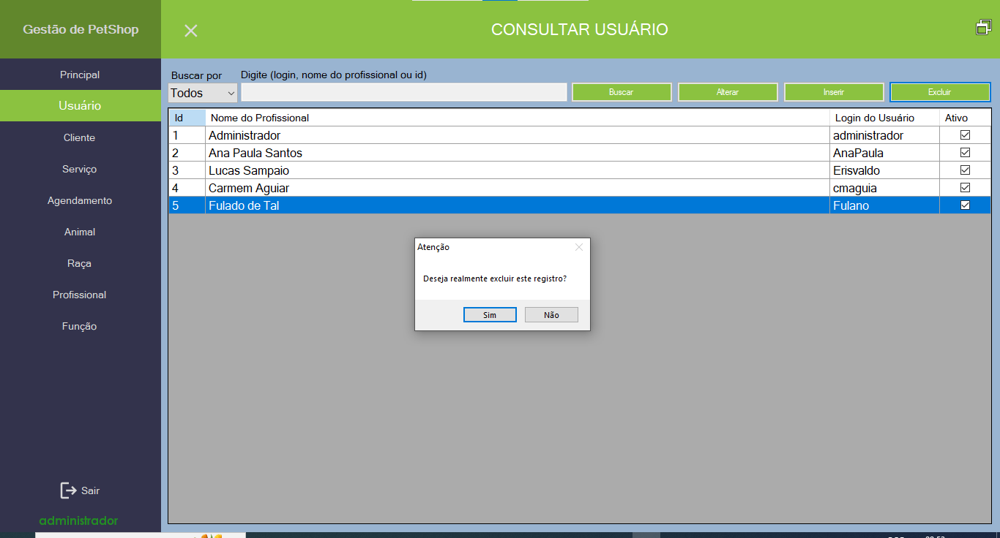 Gestão de PetShop
CONSULTAR USUÁRIO
Principal
Usuário
Cliente
Serviço
Agendamento
Animal
Raça
Profissional
Função
Sair
administrador
Buscar por Digite (login, nome do profissional ou id)
Todos Buscar Alterar Inserir Excluir
Id Nome do Profissional Login do Usuário Ativo
1 Administrador administrador
2 Ana Paula Santos AnaPaula
3 Lucas Sampaio Erisvaldo
4 Carmem Aguiar cmaguia
5 Fulado de Tal Fulano
Atenção
Deseja realmente excluir este registro?
Sim Não